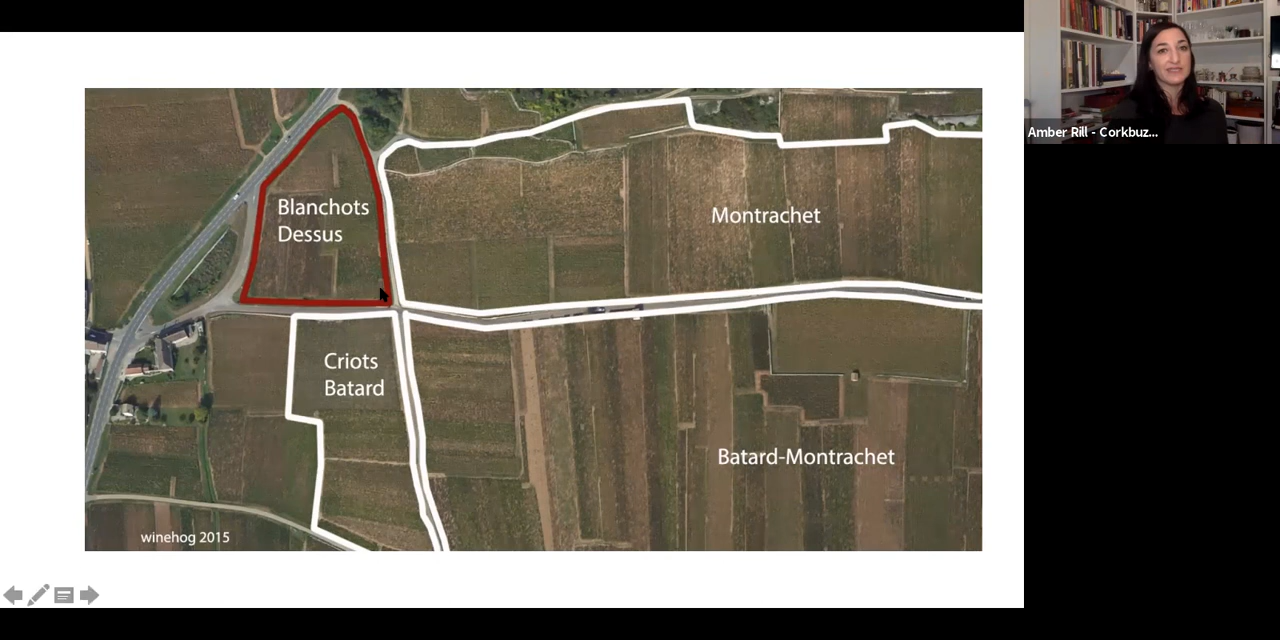 Amber Rill - Corkbuz...
Blanchots
Dessus
Montrachet
Criots
Batard
Batard-Montrachet
winehog 2015